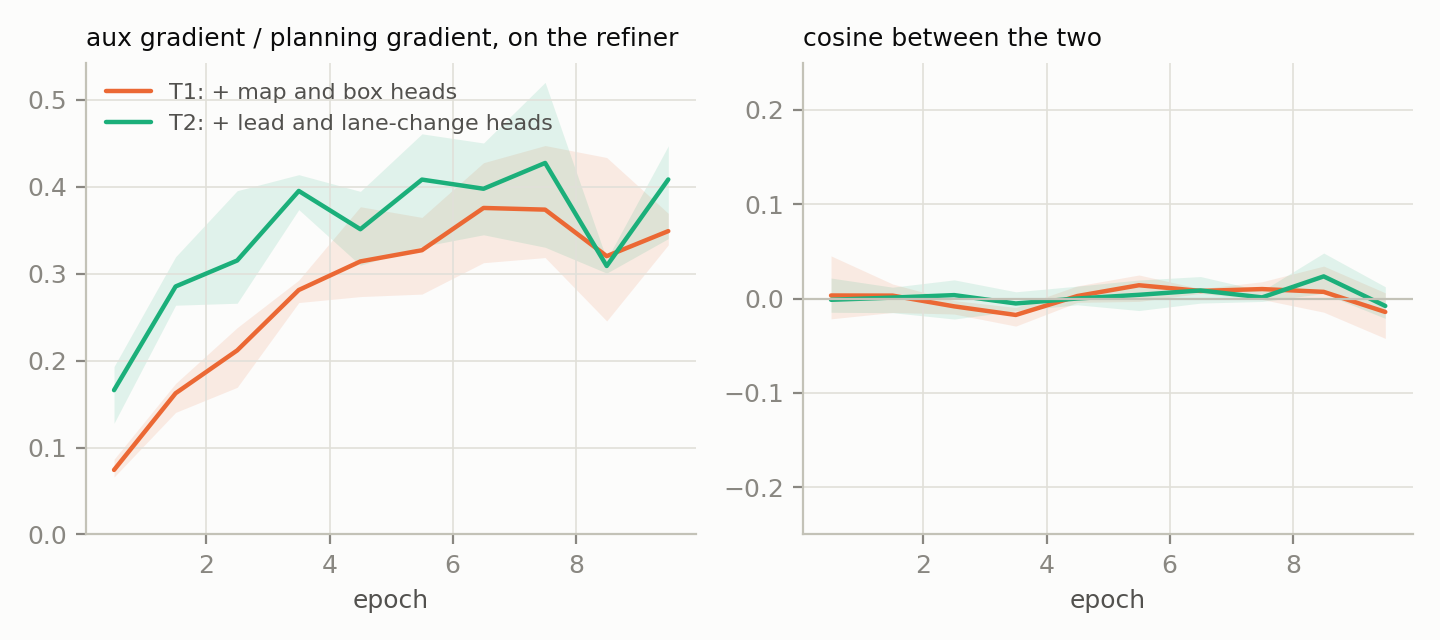 aux gradient / planning gradient, on the refiner
T1: + map and box heads
T2: + lead and lane-change heads
0.5
0.4
0.3
0.2
0.1
0.0
2 4 6 8
epoch
cosine between the two
0.2
0.1
0.0
−0.1
−0.2
2 4 6 8
epoch